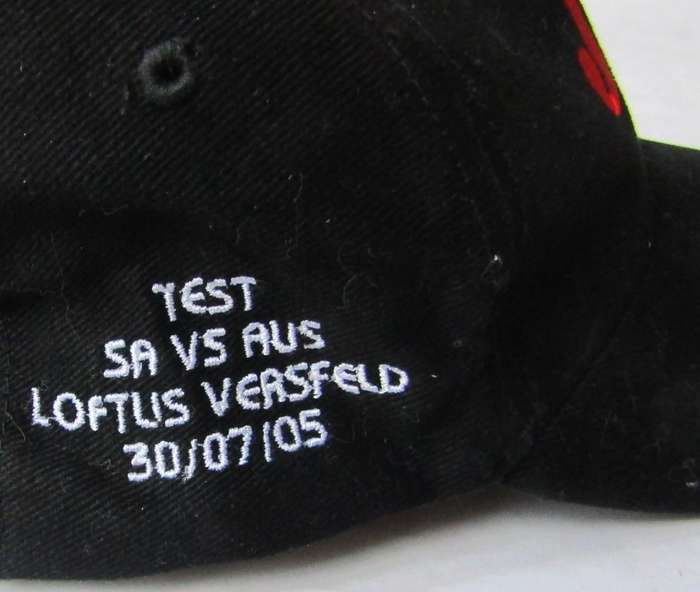 TEST
SA VS AUS
LOFTUS VERSFELD
30/07/05